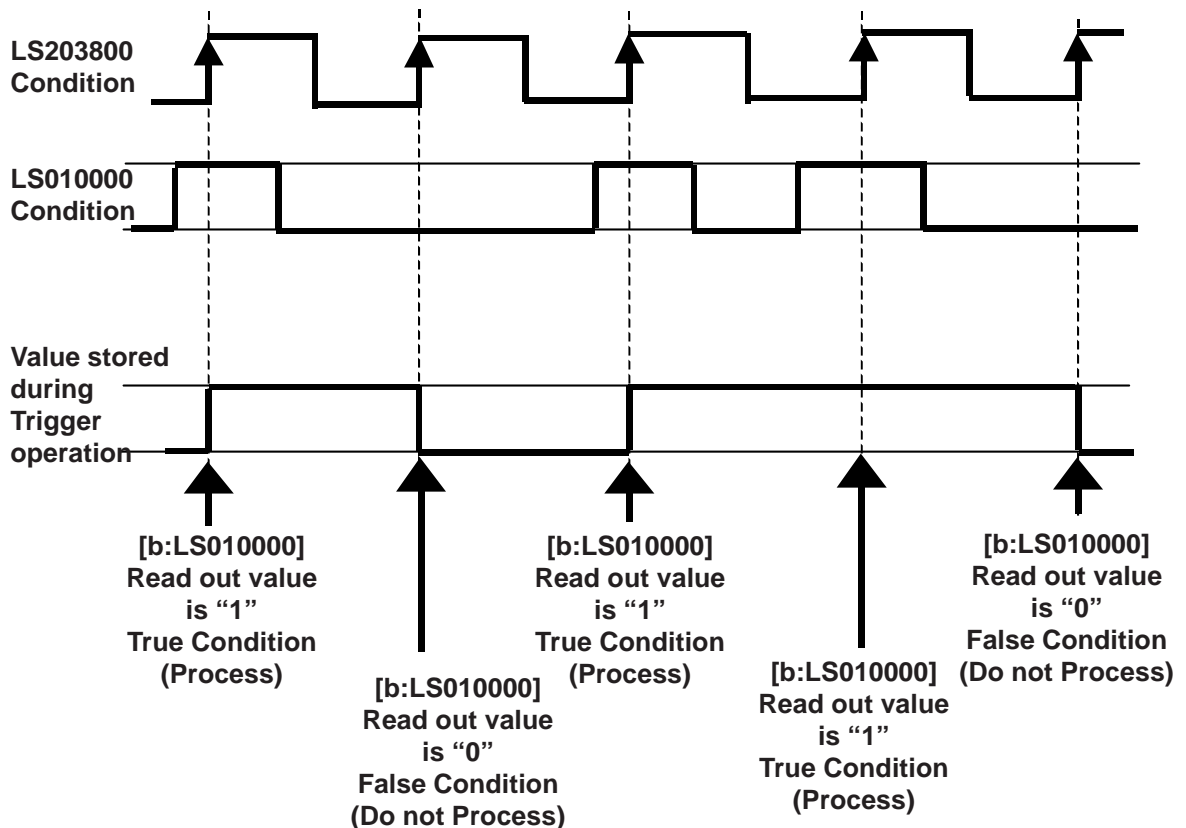 LS203800
Condition
LS010000
Condition
Value stored
during
Trigger
operation
[b:LS010000]
Read out value
is “1”
True Condition
(Process)
[b:LS010000]
Read out value
is “0”
False Condition
(Do not Process)
[b:LS010000]
Read out value
is “1”
True Condition
(Process)
[b:LS010000]
Read out value
is “1”
True Condition
(Process)
[b:LS010000]
Read out value
is “0”
False Condition
(Do not Process)